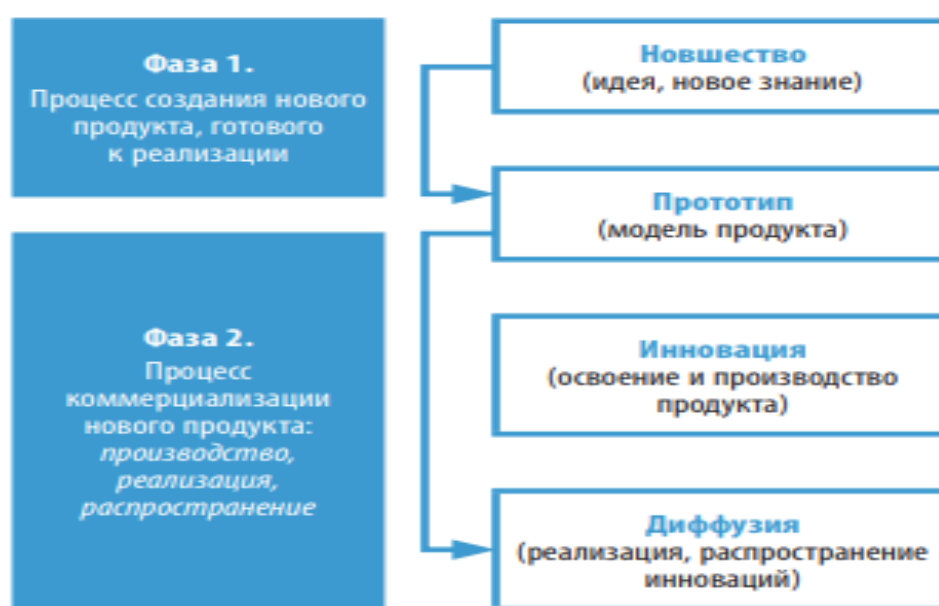 Фаза 1.
Процесс создания нового
продукта, готового
к реализации
Новшество
(идея, новое знание)
Прототип
(модель продукта)
Фаза 2.
Процесс
коммерциализации
нового продукта:
производство,
реализация,
распространение
Инновация
(освоение и производство
продукта)
Диффузия
(реализация, распространение
инноваций)